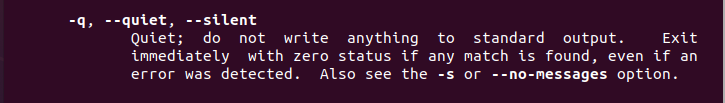 -q, --quiet, --silent
Quiet; do not write anything to standard output. Exit
immediately with zero status if any match is found, even if an
error was detected. Also see the -s or --no-messages option.